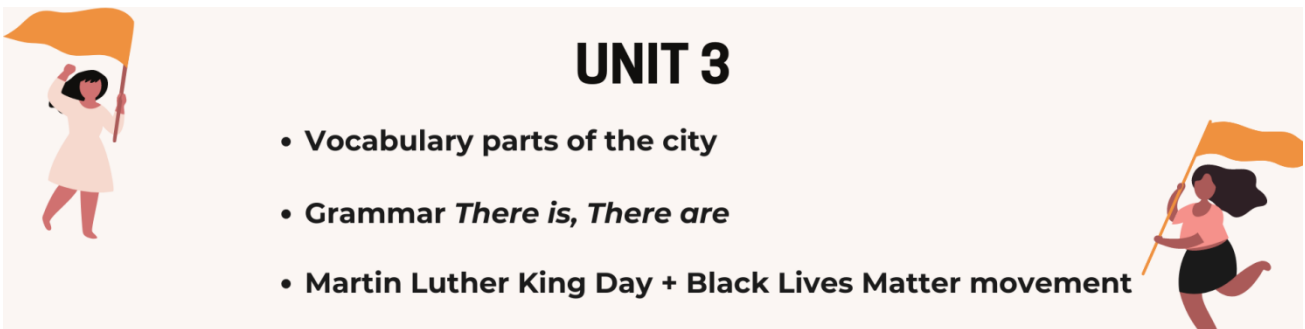 UNIT 3
• Vocabulary parts of the city
• Grammar There is, There are
• Martin Luther King Day + Black Lives Matter movement